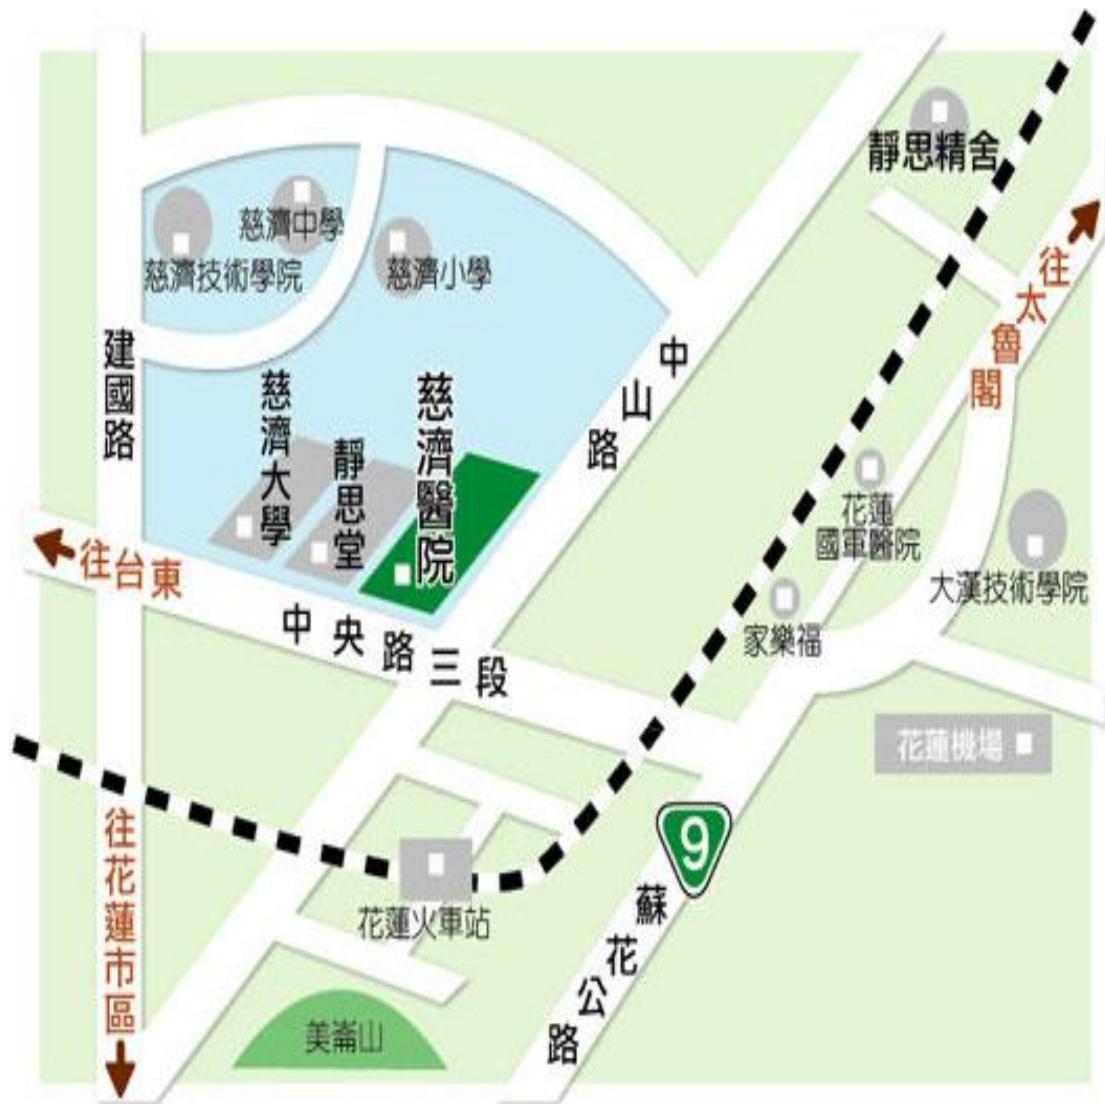 靜思精舍
慈濟中學
慈濟技術學院
慈濟小學
往太魯閣
建國路
中山路
慈濟大學
靜思堂
慈濟醫院
花蓮
國軍醫院
大漢技術學院
往台東
家樂福
中央路三段
花蓮機場
9
往花蓮市區
花蓮火車站
蘇花公路
美崙山